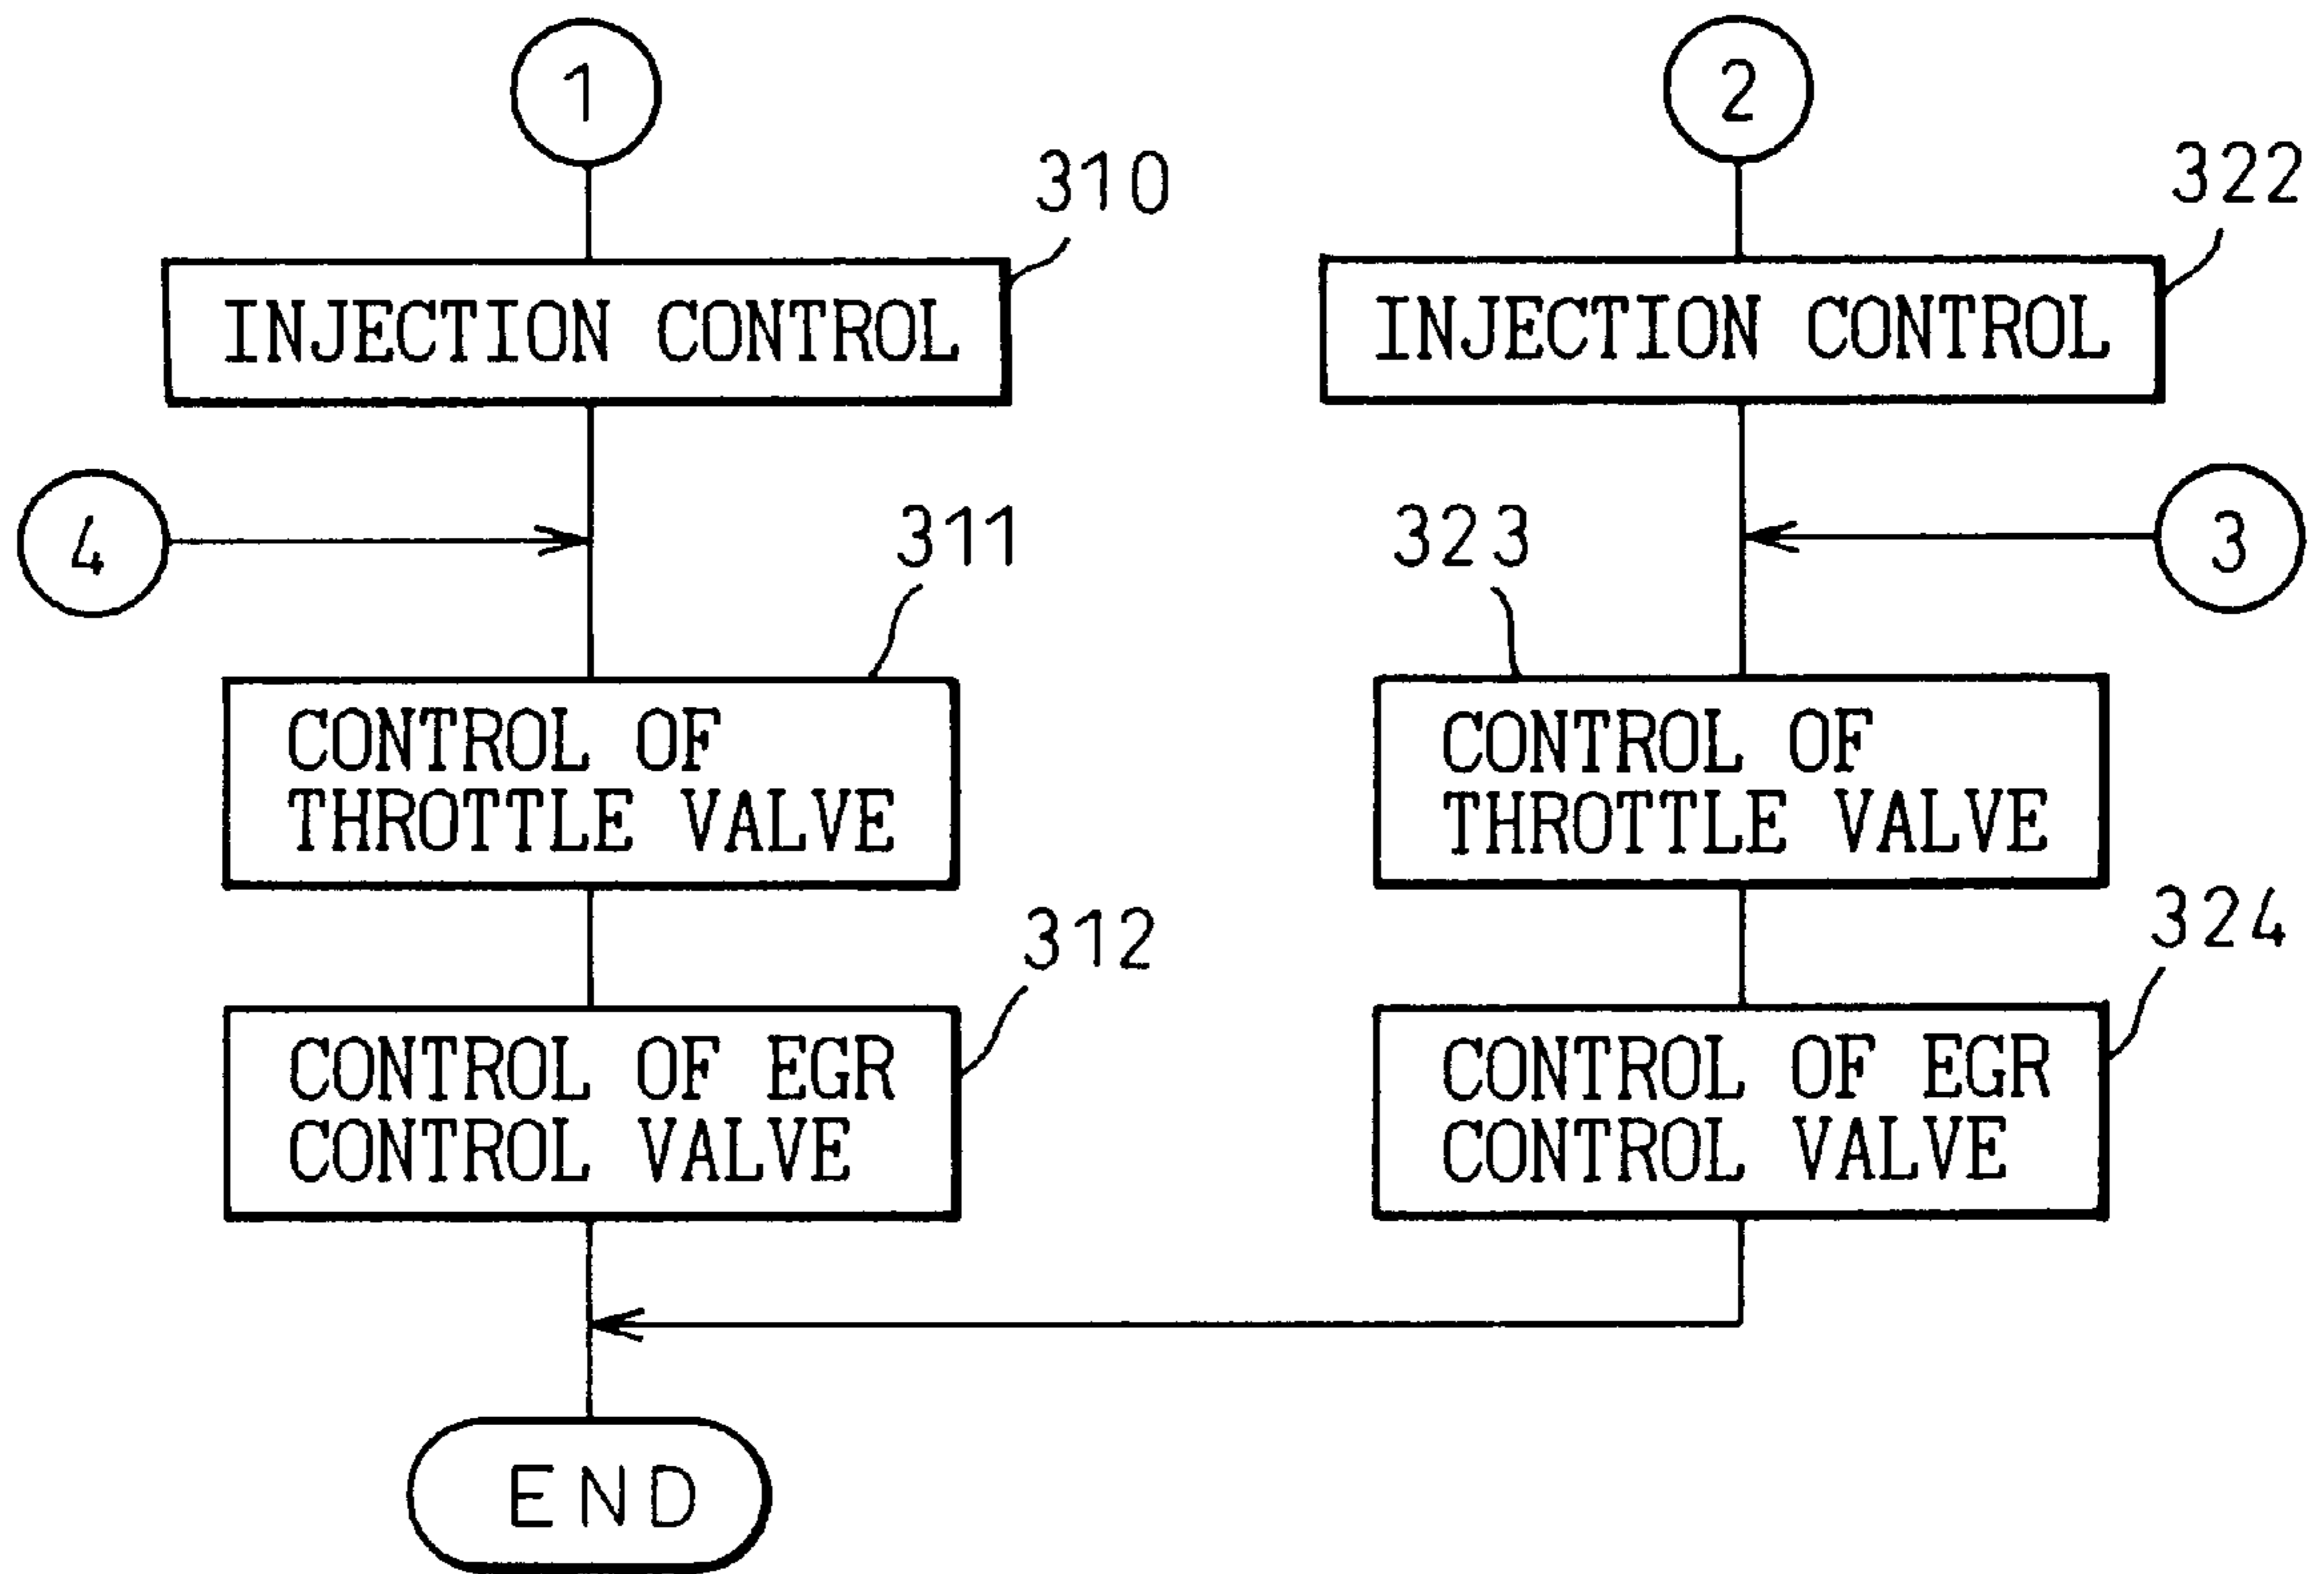 1
2
310
322
INJECTION CONTROL
INJECTION CONTROL
4
311
323
3
CONTROL OF
THROTTLE VALVE
CONTROL OF
THROTTLE VALVE
312
324
CONTROL OF EGR
CONTROL VALVE
CONTROL OF EGR
CONTROL VALVE
END